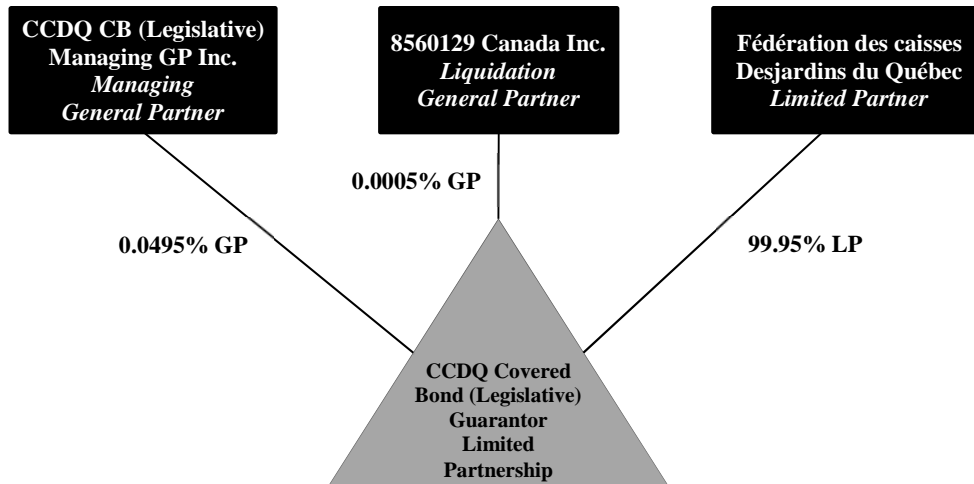 CCDQ CB (Legislative)
Managing GP Inc.
Managing
General Partner
8560129 Canada Inc.
Liquidation
General Partner
Fédération des caisses
Desjardins du Québec
Limited Partner
0.0005% GP
0.0495% GP
99.95% LP
CCDQ Covered
Bond (Legislative)
Guarantor
Limited
Partnership